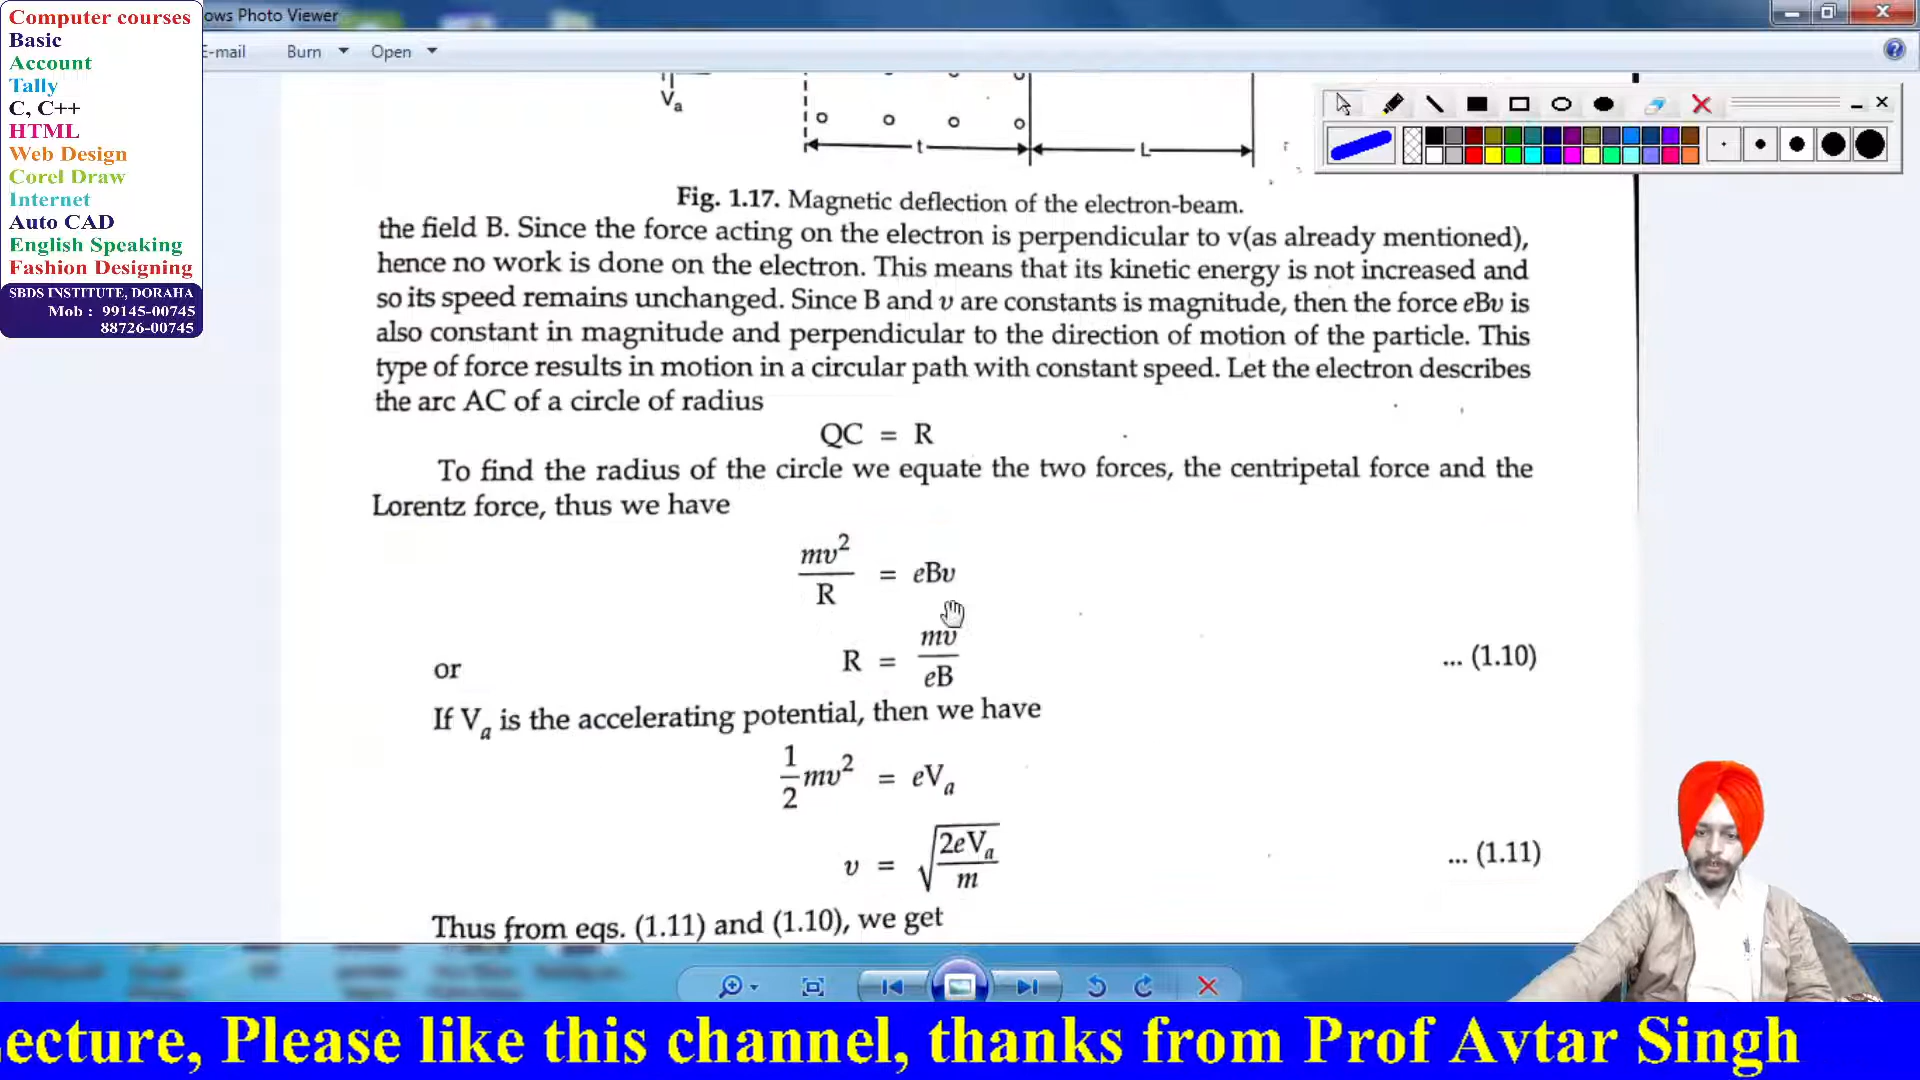 Computer courses
Basic
Account
Tally
C, C++
HTML
Web Design
Corel Draw
Internet
Auto CAD
English Speaking
Fashion Designing
SBDS INSTITUTE, DORAHA
Mob : 99145-00745
88726-00745
ows Photo Viewer
E-mail Burn Open
Va
t L
Fig. 1.17. Magnetic deflection of the electron-beam.
the field B. Since the force acting on the electron is perpendicular to v(as already mentioned),
hence no work is done on the electron. This means that its kinetic energy is not increased and
so its speed remains unchanged. Since B and v are constants is magnitude, then the force eBv is
also constant in magnitude and perpendicular to the direction of motion of the particle. This
type of force results in motion in a circular path with constant speed. Let the electron describes
the arc AC of a circle of radius
QC = R
To find the radius of the circle we equate the two forces, the centripetal force and the
Lorentz force, thus we have
mv²/R = eBv
or R = mv/eB ... (1.10)
If Va is the accelerating potential, then we have
1/2 mv² = eVa
v = √(2eVa/m) ... (1.11)
Thus from eqs. (1.11) and (1.10), we get
ecture, Please like this channel, thanks from Prof Avtar Singh